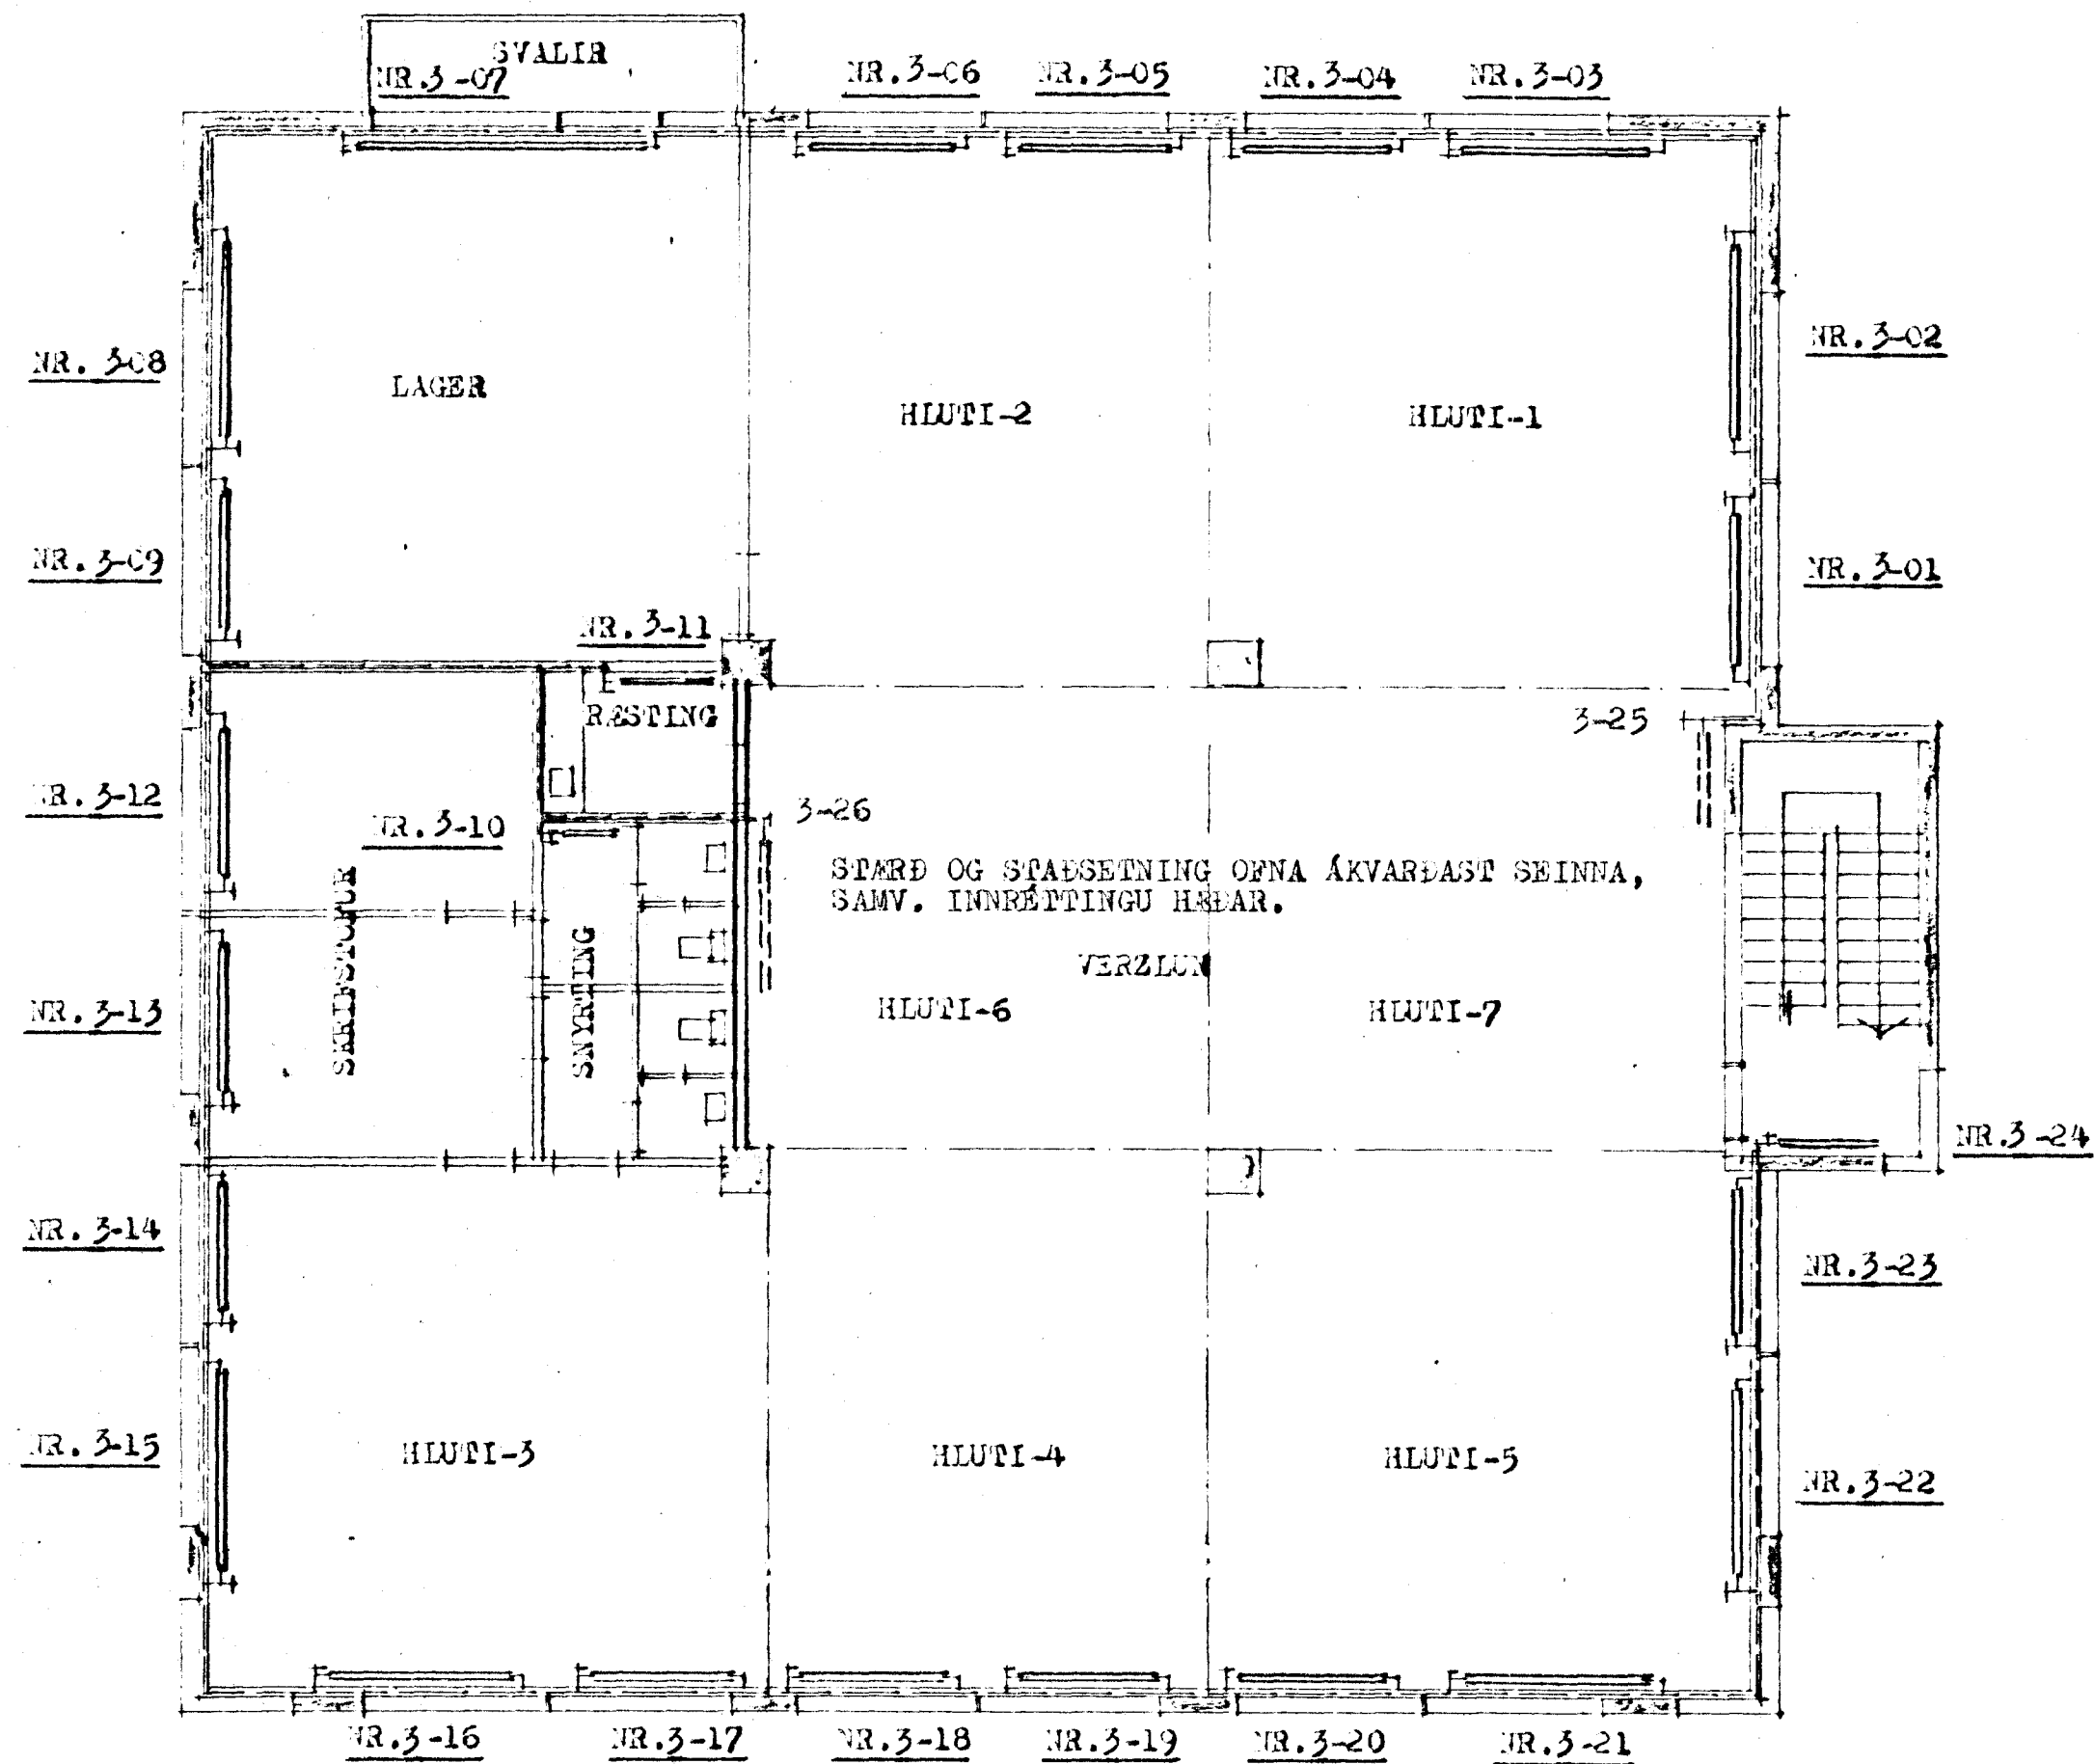 SVALIR
NR.3-07
NR.3-06
NR.3-05
NR.3-04
NR.3-03
NR. 3-08
LAGER
HLUTI-2
HLUTI-1
NR.3-02
NR. 3-09
NR.3-01
NR.3-11
RÆSTING
3-25
NR.3-12
NR.3-10
3-26
STÆRÐ OG STAÐSETNING OFNA ÁKVARÐAST SEINNA,
SAMV. INNRÉTTINGU HÆÐAR.
SKRIFSTOFUR
SNYRTING
VERZLUN
NR.3-13
HLUTI-6
HLUTI-7
NR.3-24
NR.3-14
NR.3-23
NR.3-15
HLUTI-3
HLUTI-4
HLUTI-5
NR.3-22
NR.3-16
NR.3-17
NR.3-18
NR.3-19
NR.3-20
NR.3-21